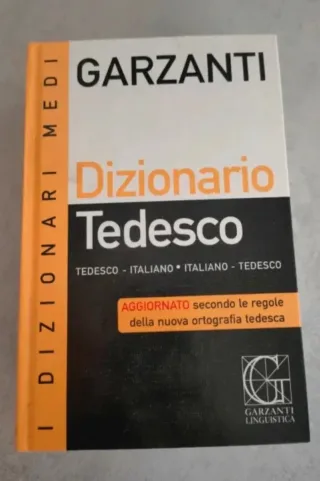 I DIZIONARI MEDI
GARZANTI
Dizionario
Tedesco
TEDESCO - ITALIANO • ITALIANO - TEDESCO
AGGIORNATO secondo le regole
della nuova ortografia tedesca
G
GARZANTI
LINGUISTICA